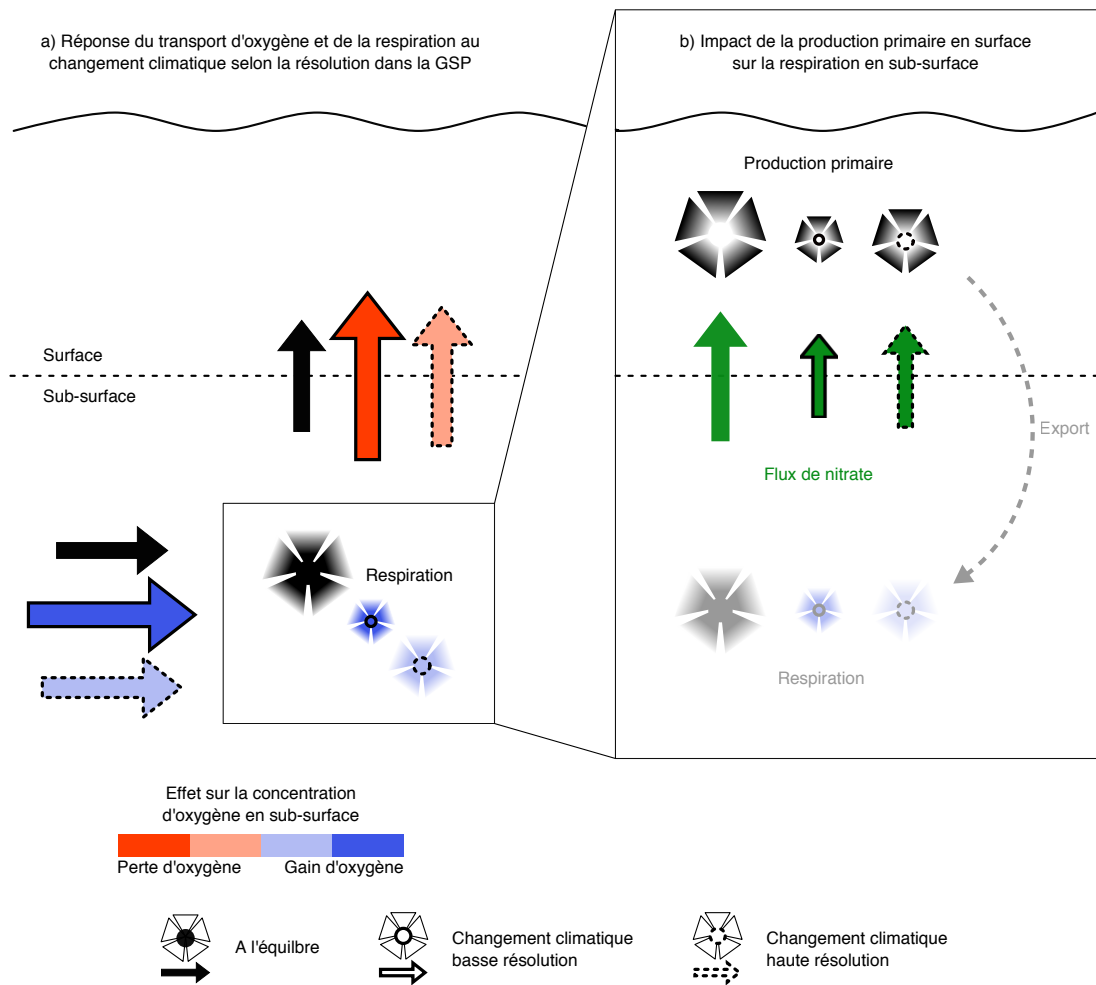 a) Réponse du transport d'oxygène et de la respiration au
changement climatique selon la résolution dans la GSP
b) Impact de la production primaire en surface
sur la respiration en sub-surface
Production primaire
Surface
Sub-surface
Export
Flux de nitrate
Respiration
Respiration
Effet sur la concentration
d'oxygène en sub-surface
Perte d'oxygène
Gain d'oxygène
A l'équilbre
Changement climatique
basse résolution
Changement climatique
haute résolution